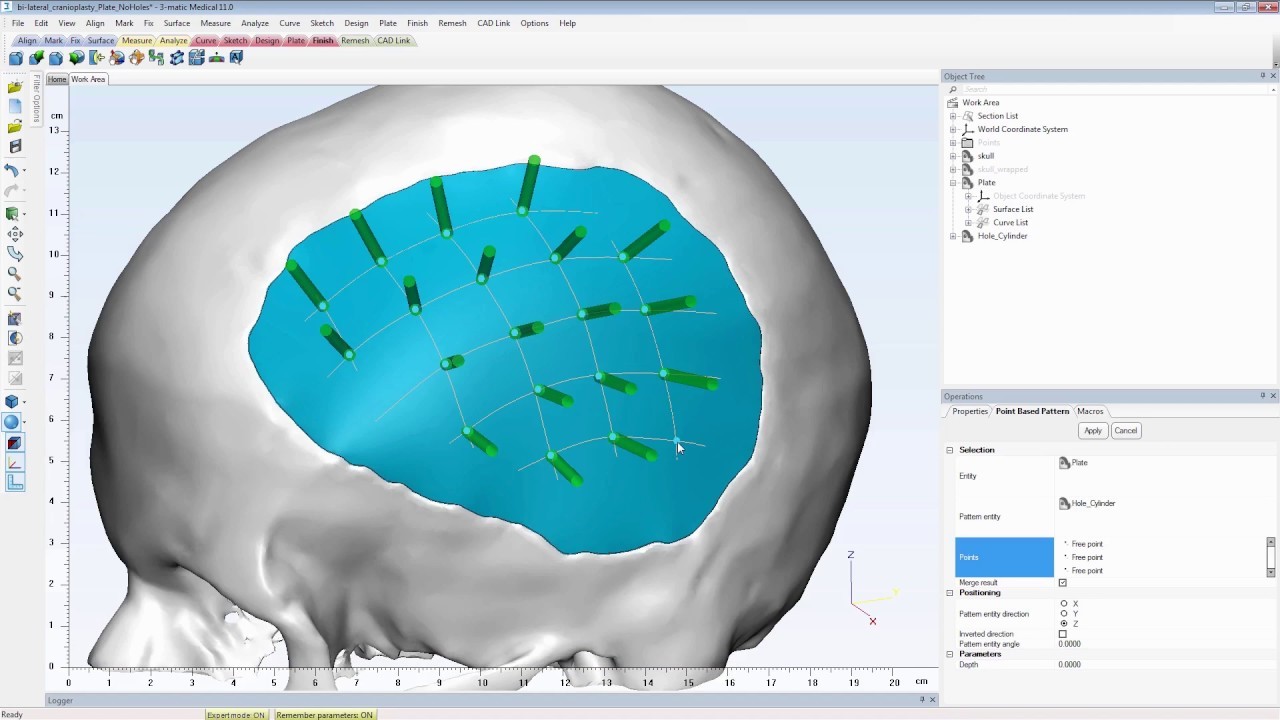 bi-lateral_cranioplasty_Plate_NoHoles* - 3-matic Medical 11.0
File Edit View Align Mark Fix Surface Measure Analyze Curve Sketch Design Plate Finish Remesh CAD Link Options Help
Align Mark Fix Surface Measure Analyze Curve Sketch Design Plate Finish Remesh CAD Link
Filter Options
Home Work Area
cm
13
12
11
10
9
8
7
6
5
4
3
2
1
0
0 1 2 3 4 5 6 7 8 9 10 11 12 13 14 15 16 17 18 19 20 cm
Z
Y
X
Object Tree
Search
Work Area
Section List
World Coordinate System
Points
skull
skull_wrapped
Plate
Object Coordinate System
Surface List
Curve List
Hole_Cylinder
Operations
Properties Point Based Pattern Macros
Apply Cancel
Selection
Entity Plate
Pattern entity Hole_Cylinder
Points Free point
Free point
Free point
Merge result
Positioning
Pattern entity direction X
Y
Z
Inverted direction
Pattern entity angle 0.0000
Parameters
Depth 0.0000
Logger
Ready Expert mode: ON Remember parameters: ON